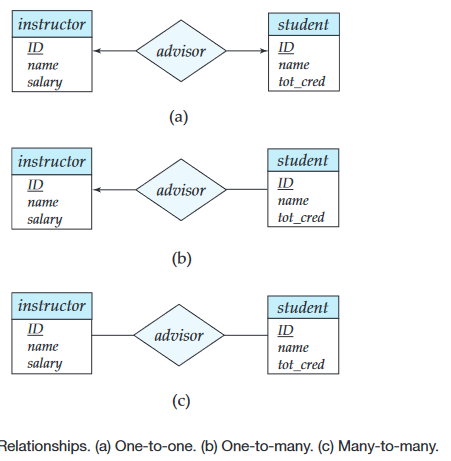 instructor
ID
name
salary
advisor
student
ID
name
tot_cred
(a)
instructor
ID
name
salary
advisor
student
ID
name
tot_cred
(b)
instructor
ID
name
salary
advisor
student
ID
name
tot_cred
(c)
Relationships. (a) One-to-one. (b) One-to-many. (c) Many-to-many.